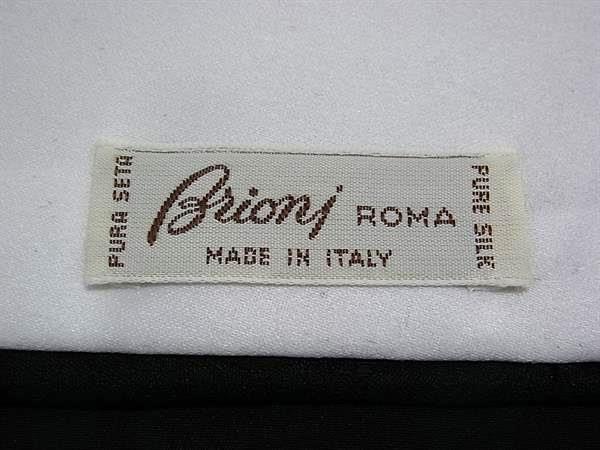 PURA SETA
Brioni ROMA
MADE IN ITALY
PURE SILK